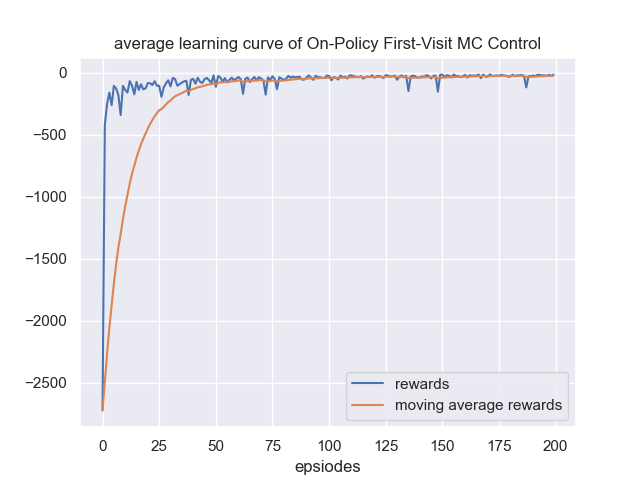 average learning curve of On-Policy First-Visit MC Control
0
−500
−1000
−1500
−2000
−2500
rewards
moving average rewards
0 25 50 75 100 125 150 175 200
epsiodes